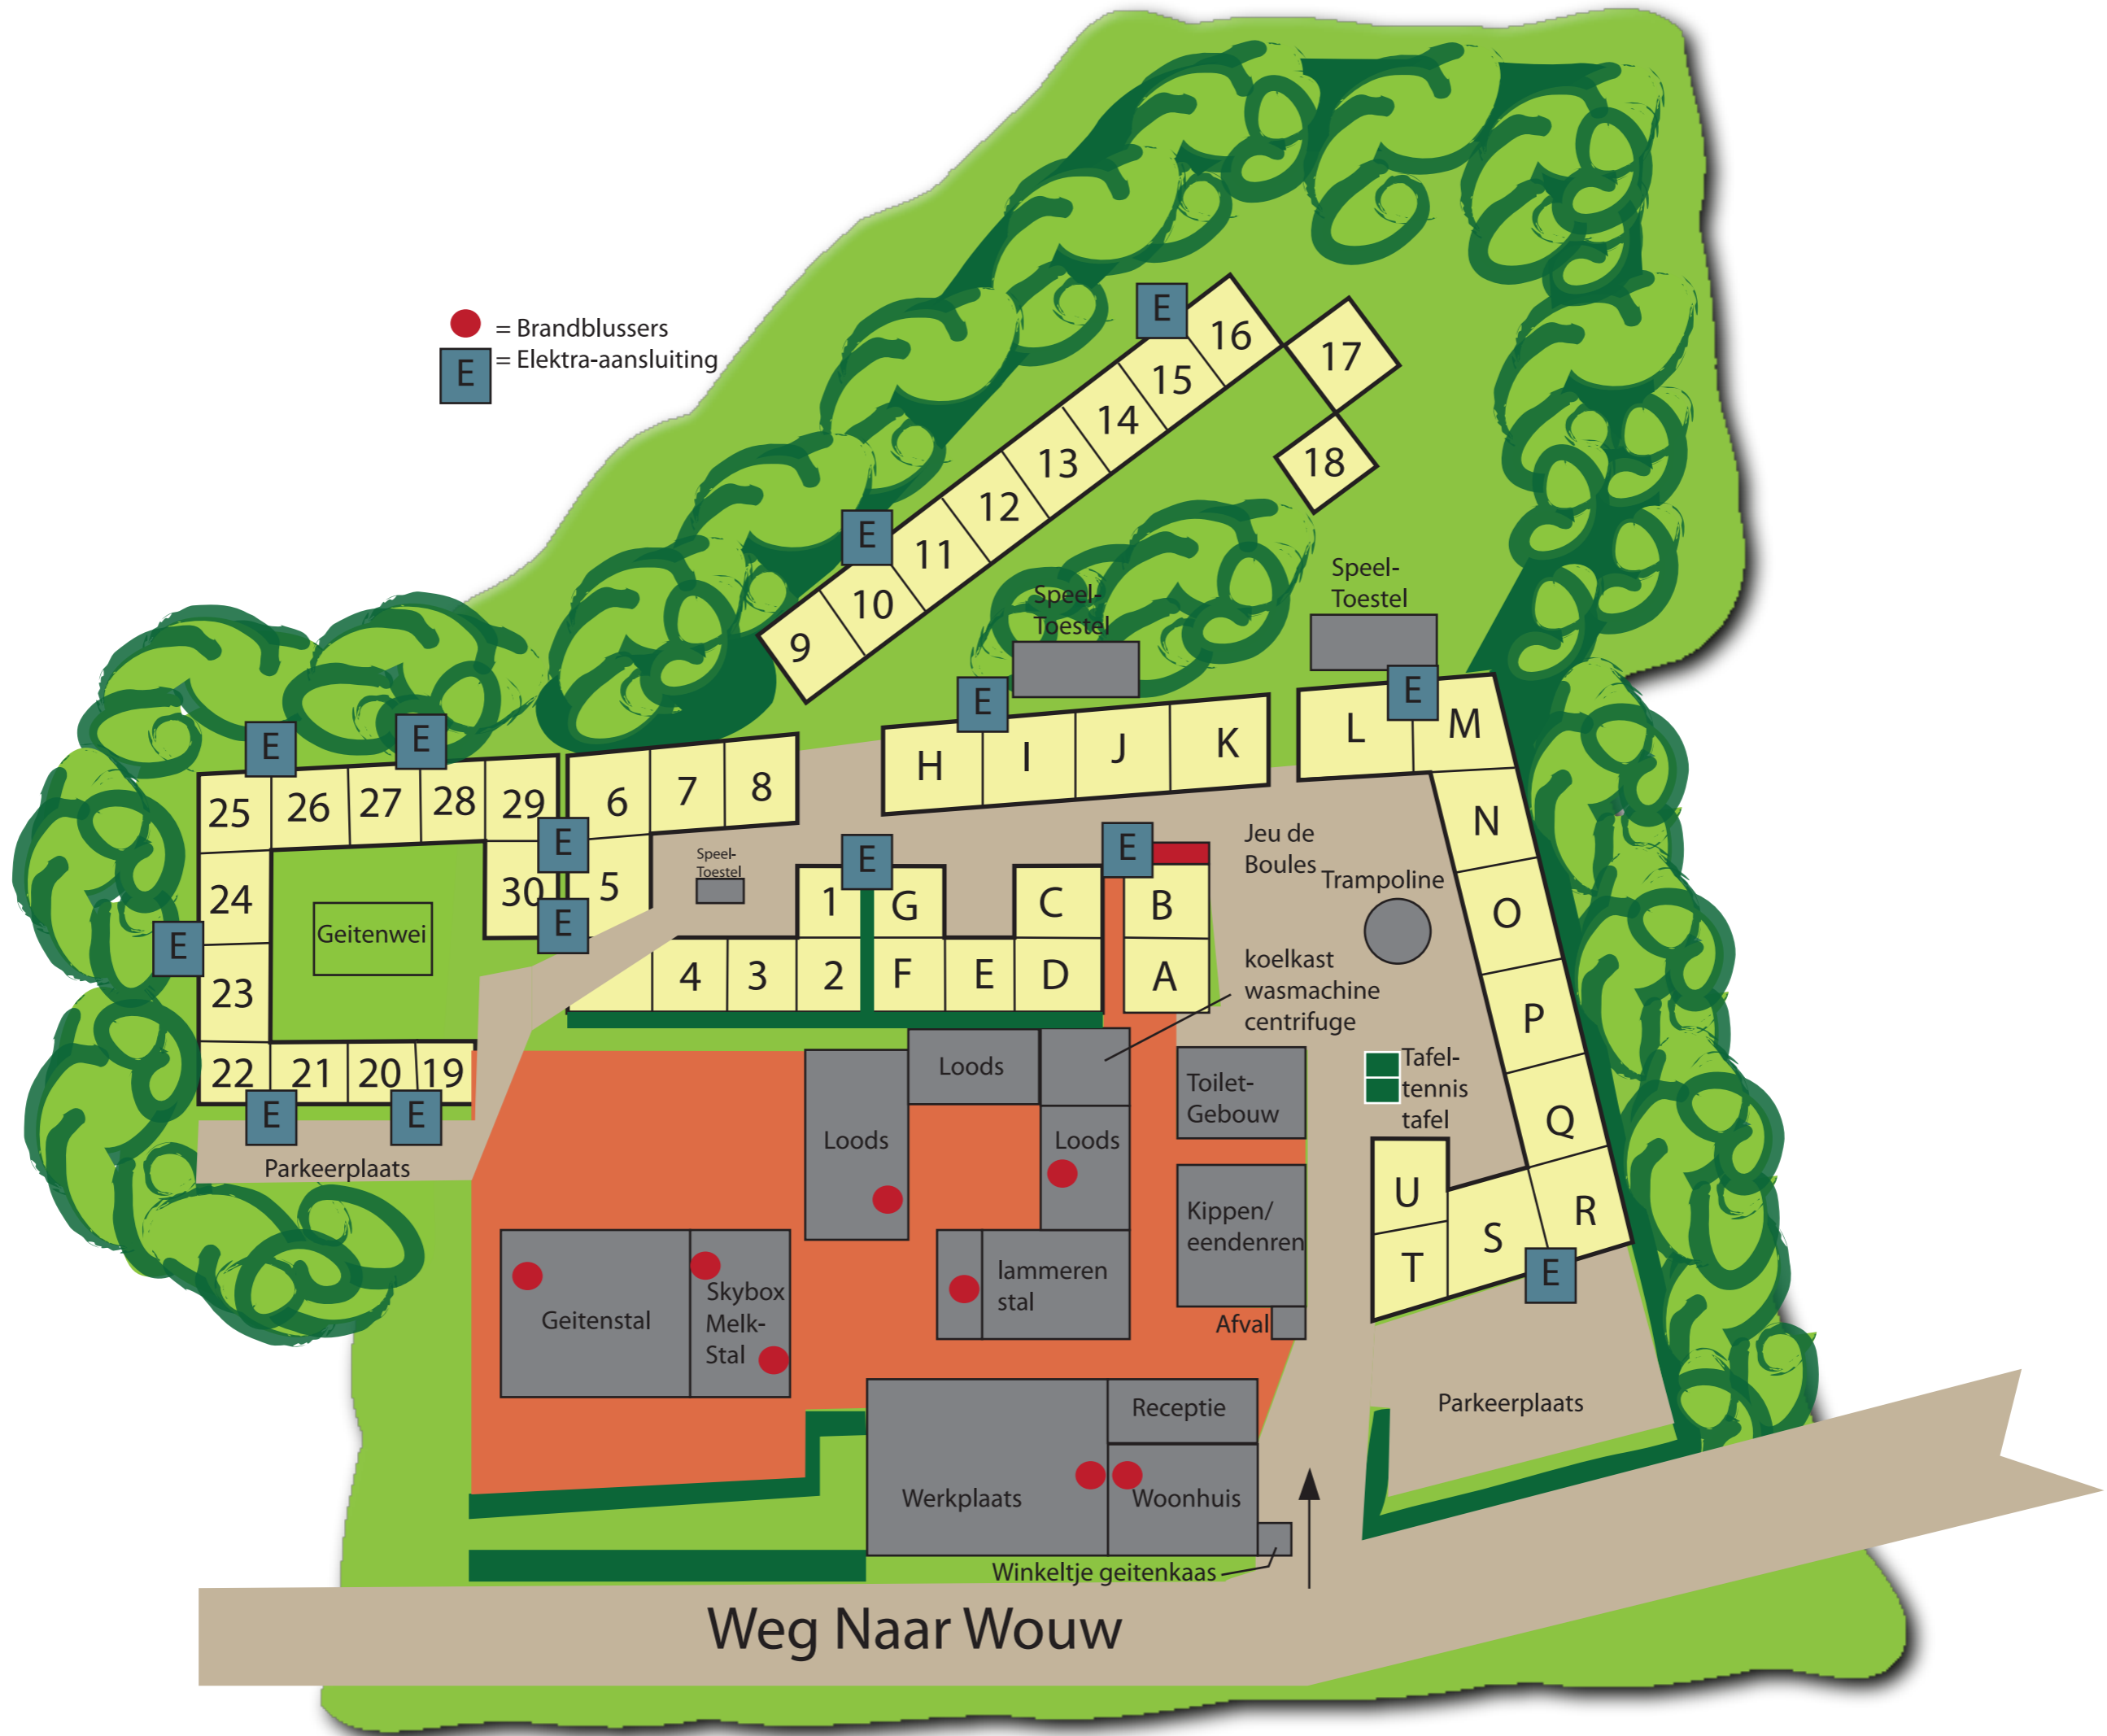 = Brandblussers
E
= Elektra-aansluiting
E
16
17
15
14
18
13
12
E
11
10
9
Speel-
Toestel
Speel-
Toestel
E
E
L
M
H
I
J
K
E
E
25
26
27
28
29
6
7
8
E
24
30
5
E
E
23
Geitenwei
Speel-
Toestel
E
1
G
C
E
B
4
3
2
F
E
D
A
Jeu de
Boules
Trampoline
N
O
P
Q
R
S
T
U
E
koelkast
wasmachine
centrifuge
Tafel-
tennis
tafel
22
21
20
19
E
E
Parkeerplaats
Loods
Loods
Loods
Toilet-
Gebouw
Kippen/
eendenren
Afval
lammeren
stal
Geitenstal
Skybox
Melk-
Stal
Receptie
Werkplaats
Woonhuis
Winkeltje geitenkaas
Parkeerplaats
Weg Naar Wouw